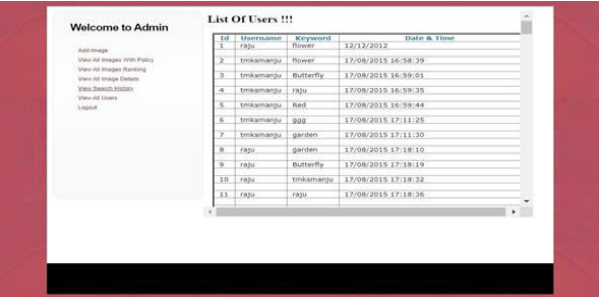 Welcome to Admin
Add Image
View All Images With Policy
View All Images Ranking
View All Image Details
View Search History
View All Users
Logout
List Of Users !!!
Id Username Keyword Date & Time
1 raju flower 12/12/2012
2 tmksmanju flower 17/08/2015 16:58:39
3 tmksmanju Butterfly 17/08/2015 16:59:01
4 tmksmanju raju 17/08/2015 16:59:35
5 tmksmanju Red 17/08/2015 16:59:44
6 tmksmanju ggg 17/08/2015 17:11:25
7 tmksmanju garden 17/08/2015 17:11:30
8 raju garden 17/08/2015 17:18:10
9 raju Butterfly 17/08/2015 17:18:19
10 raju tmksmanju 17/08/2015 17:18:32
11 raju raju 17/08/2015 17:18:36